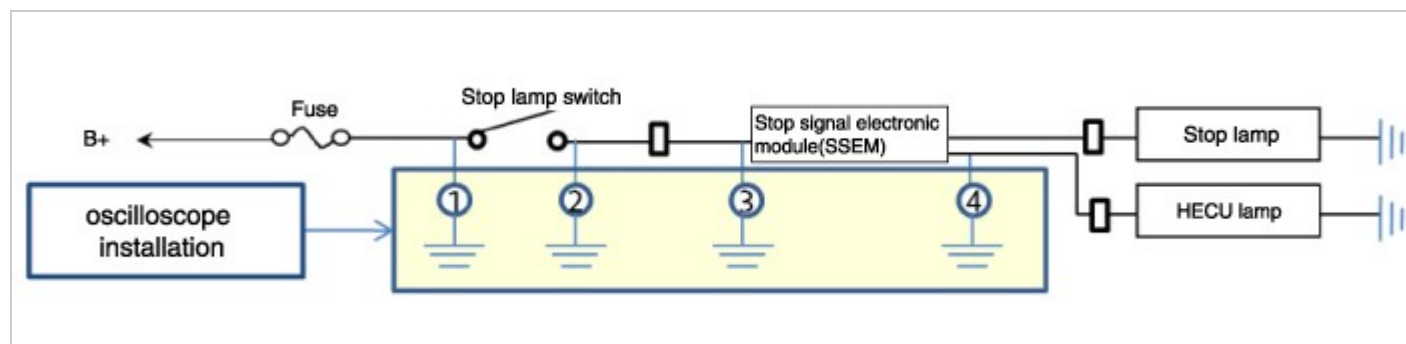 Fuse
Stop lamp switch
B+
Stop signal electronic
module(SSEM)
Stop lamp
oscilloscope
installation
1
2
3
4
HECU lamp